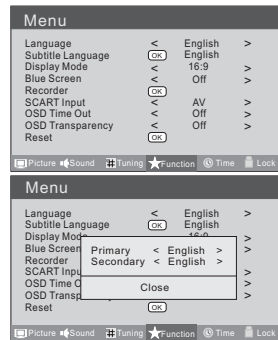 Menu
Language < English >
Subtitle Language OK English
Display Mode < 16:9 >
Blue Screen < Off >
Recorder OK
SCART Input < AV >
OSD Time Out < Off >
OSD Transparency < Off >
Reset OK
Picture Sound Tuning Function Time Lock
Menu
Language < English >
Subtitle Language OK English
Display Mode 16:9 >
Blue Screen >
Primary < English >
Recorder
Secondary < English >
SCART Inpu >
OSD Time O >
Close
OSD Transp >
Reset OK
Picture Sound Tuning Function Time Lock